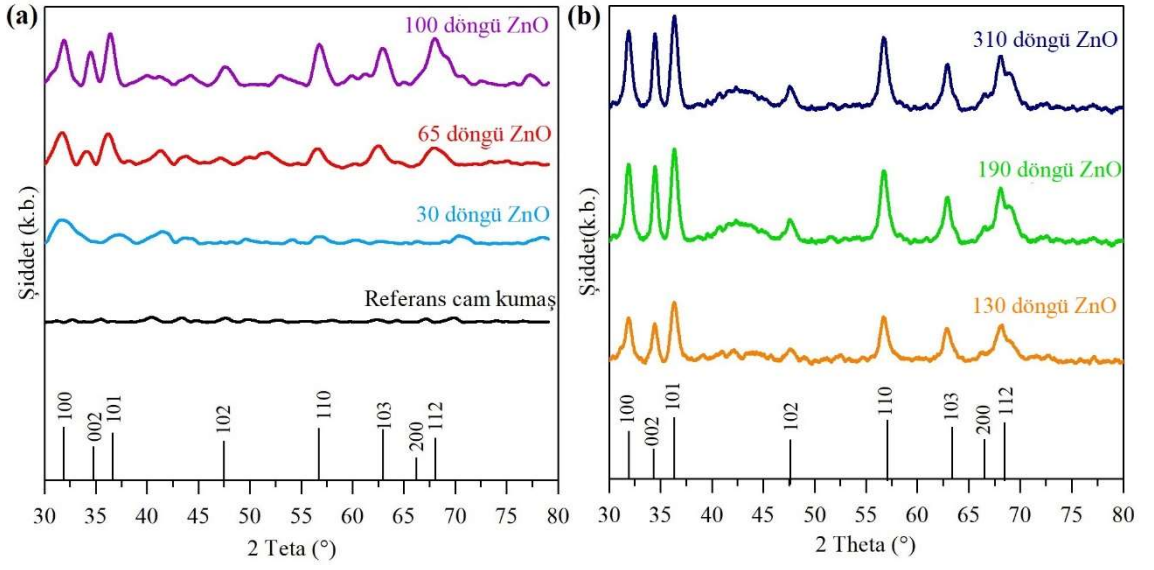 (a)
100 döngü ZnO
65 döngü ZnO
30 döngü ZnO
Referans cam kumaş
Şiddet (k.b.)
100
002
101
102
110
103
200
112
30 35 40 45 50 55 60 65 70 75 80
2 Teta (°)
(b)
310 döngü ZnO
190 döngü ZnO
130 döngü ZnO
Şiddet(k.b.)
100
002
101
102
110
103
200
112
30 35 40 45 50 55 60 65 70 75 80
2 Theta (°)